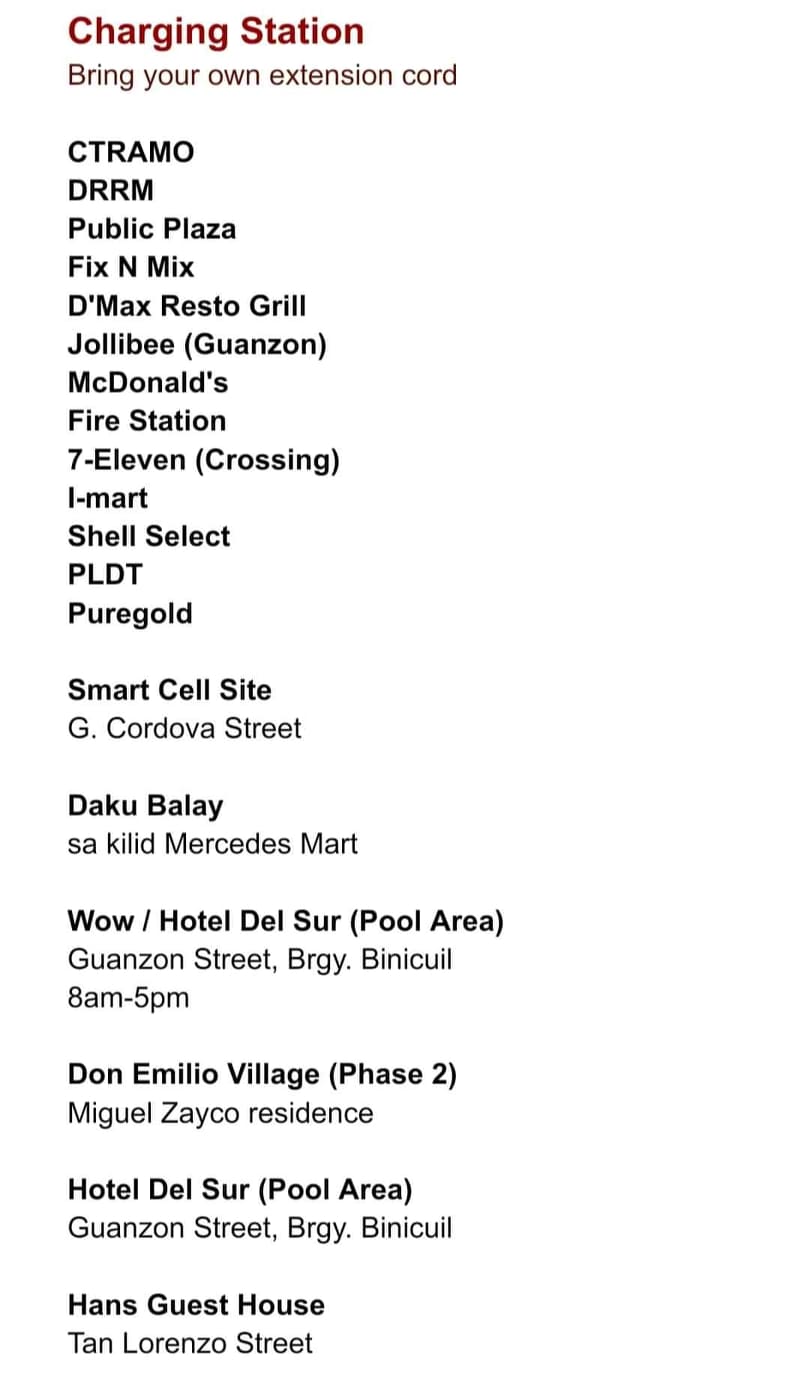 Charging Station
Bring your own extension cord
CTRAMO
DRRM
Public Plaza
Fix N Mix
D'Max Resto Grill
Jollibee (Guanzon)
McDonald's
Fire Station
7-Eleven (Crossing)
I-mart
Shell Select
PLDT
Puregold
Smart Cell Site
G. Cordova Street
Daku Balay
sa kilid Mercedes Mart
Wow / Hotel Del Sur (Pool Area)
Guanzon Street, Brgy. Binicuil
8am-5pm
Don Emilio Village (Phase 2)
Miguel Zayco residence
Hotel Del Sur (Pool Area)
Guanzon Street, Brgy. Binicuil
Hans Guest House
Tan Lorenzo Street